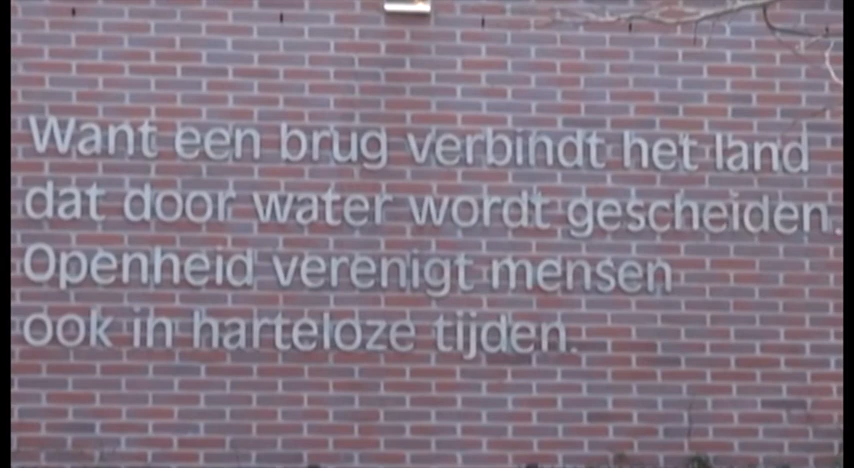 Want een brug verbindt het land
dat door water wordt gescheiden.
Openheid verenigt mensen
ook in harteloze tijden.